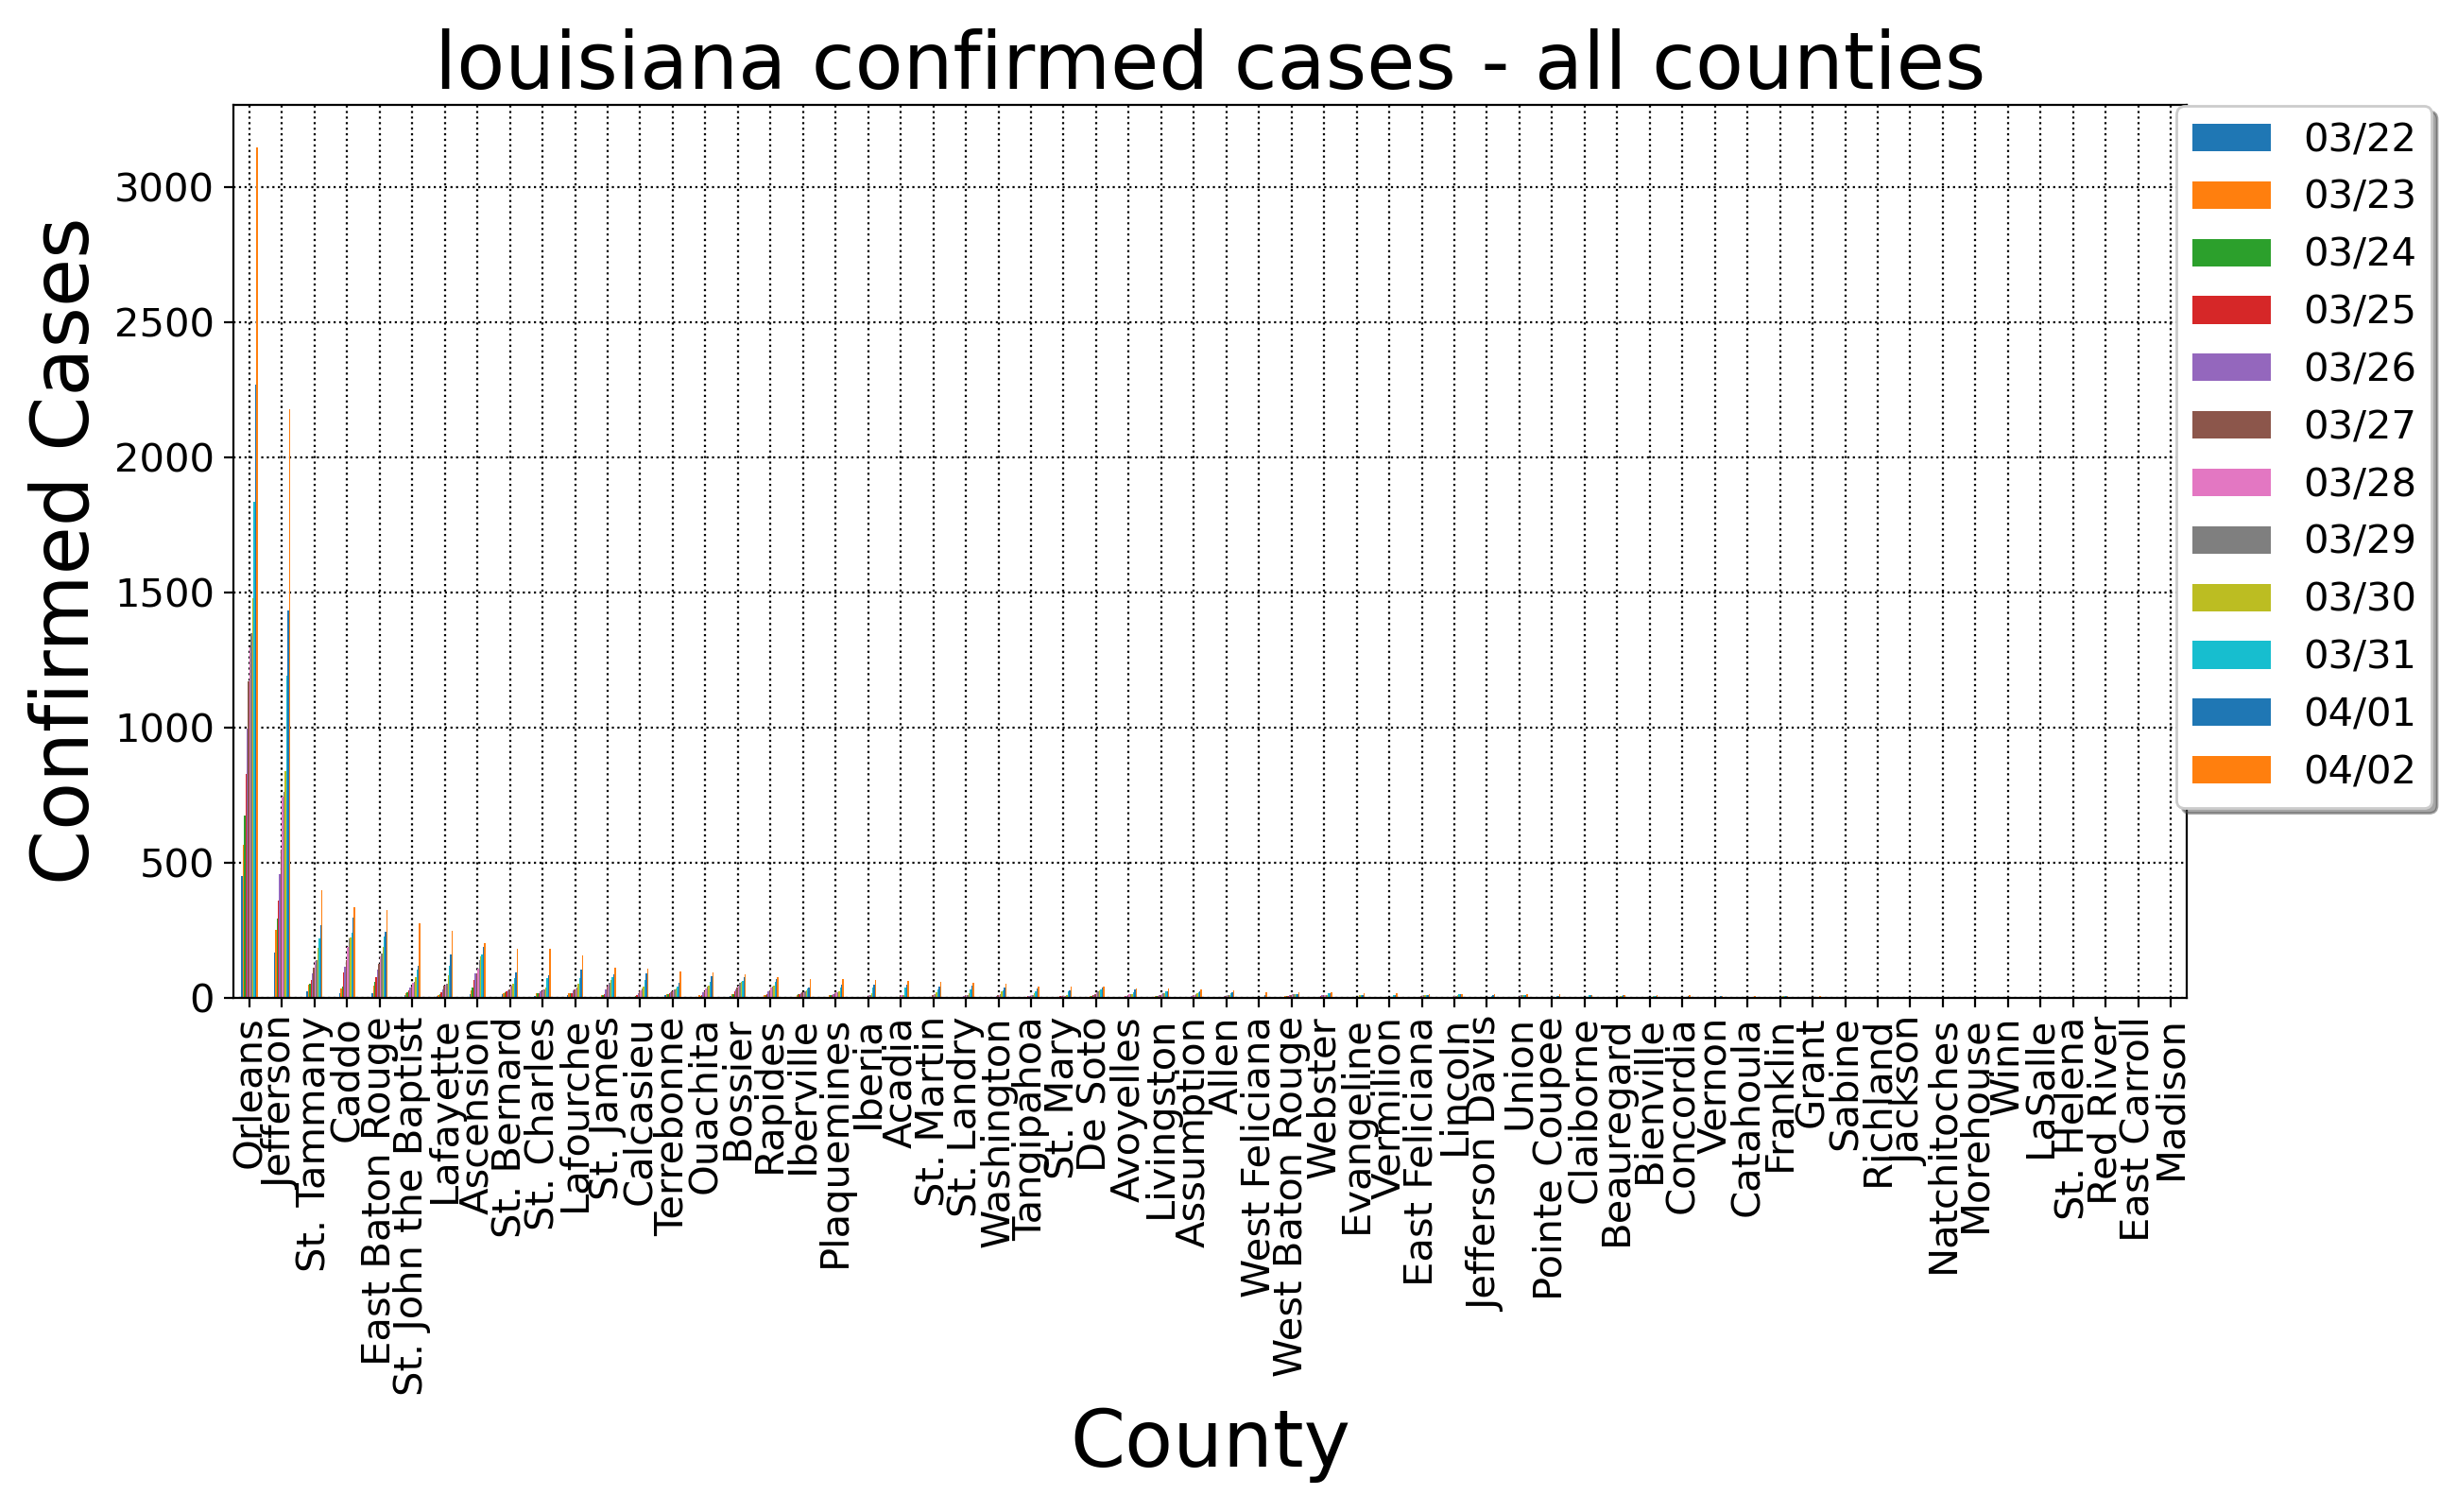 louisiana confirmed cases - all counties
Confirmed Cases
3000
2500
2000
1500
1000
500
0
03/22
03/23
03/24
03/25
03/26
03/27
03/28
03/29
03/30
03/31
04/01
04/02
Orleans
Jefferson
St. Tammany
Caddo
East Baton Rouge
St. John the Baptist
Lafayette
Ascension
St. Bernard
St. Charles
Lafourche
St. James
Calcasieu
Terrebonne
Ouachita
Bossier
Rapides
Iberville
Plaquemines
Iberia
Acadia
St. Martin
St. Landry
Washington
Tangipahoa
St. Mary
De Soto
Avoyelles
Livingston
Assumption
Allen
West Feliciana
West Baton Rouge
Webster
Evangeline
Vermilion
East Feliciana
Lincoln
Jefferson Davis
Union
Pointe Coupee
Claiborne
Beauregard
Bienville
Concordia
Vernon
Catahoula
Franklin
Grant
Sabine
Richland
Jackson
Natchitoches
Morehouse
Winn
LaSalle
St. Helena
Red River
East Carroll
Madison
County